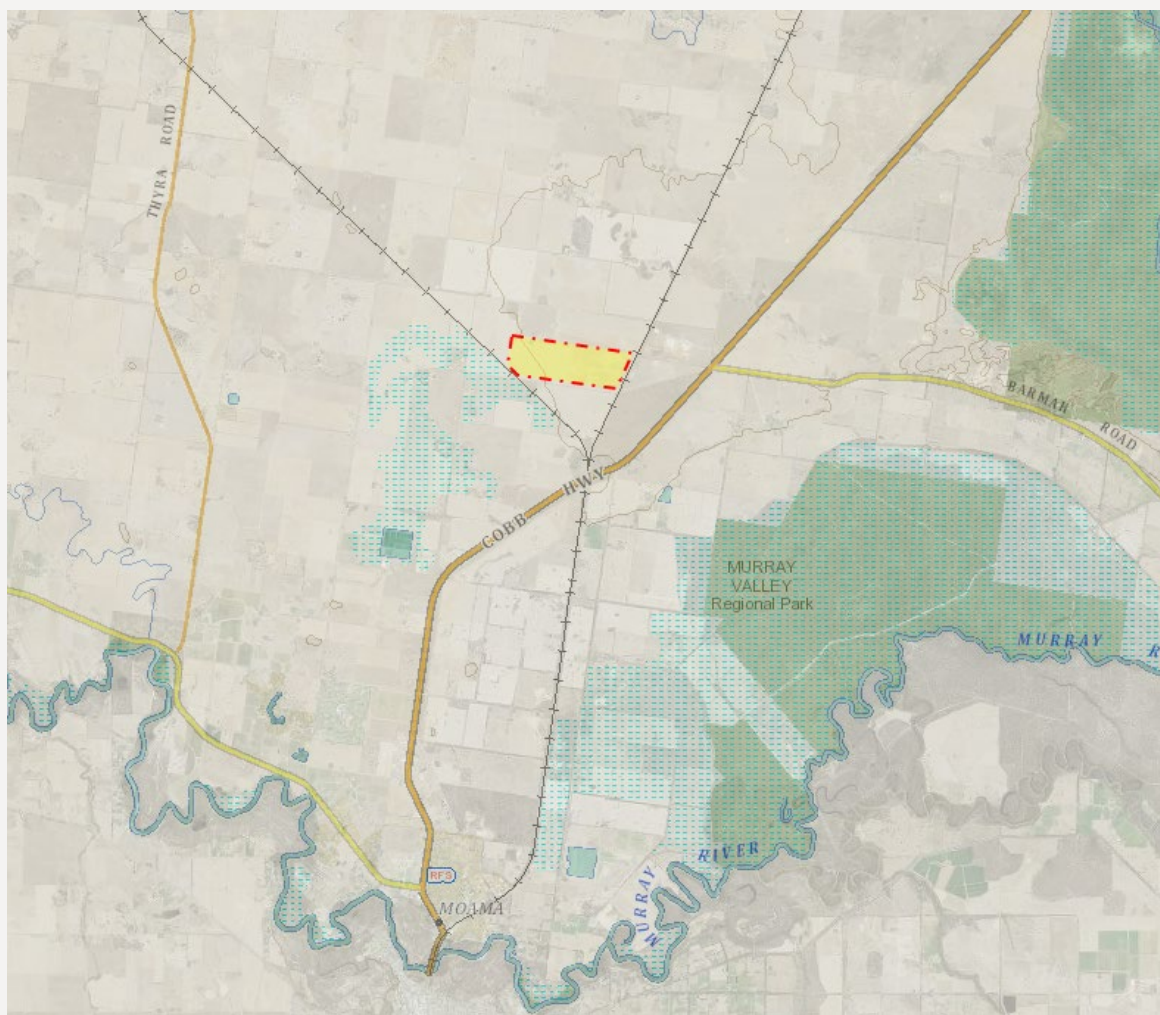 THYRA ROAD
BARMAH ROAD
COBB HWY
MURRAY
VALLEY
Regional Park
MURRAY R
MURRAY RIVER
RFS
MOAMA